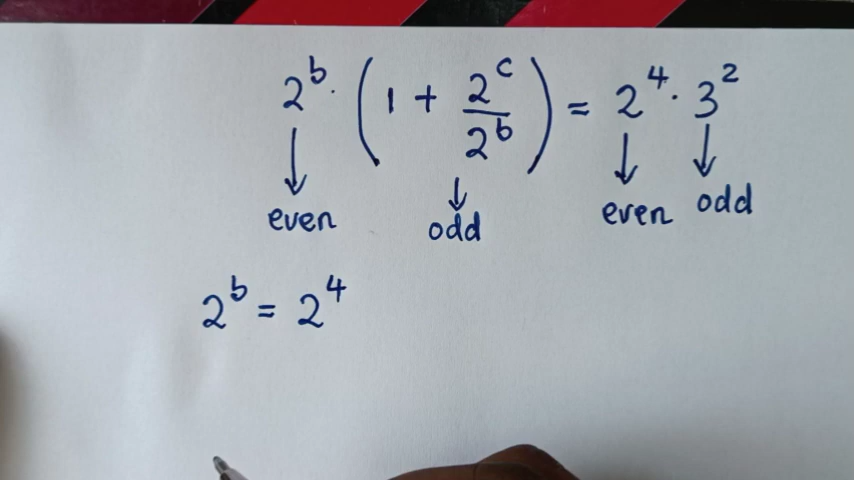 2^b · (1 + 2^c/2^b) = 2^4 · 3^2
even odd even odd
2^b = 2^4